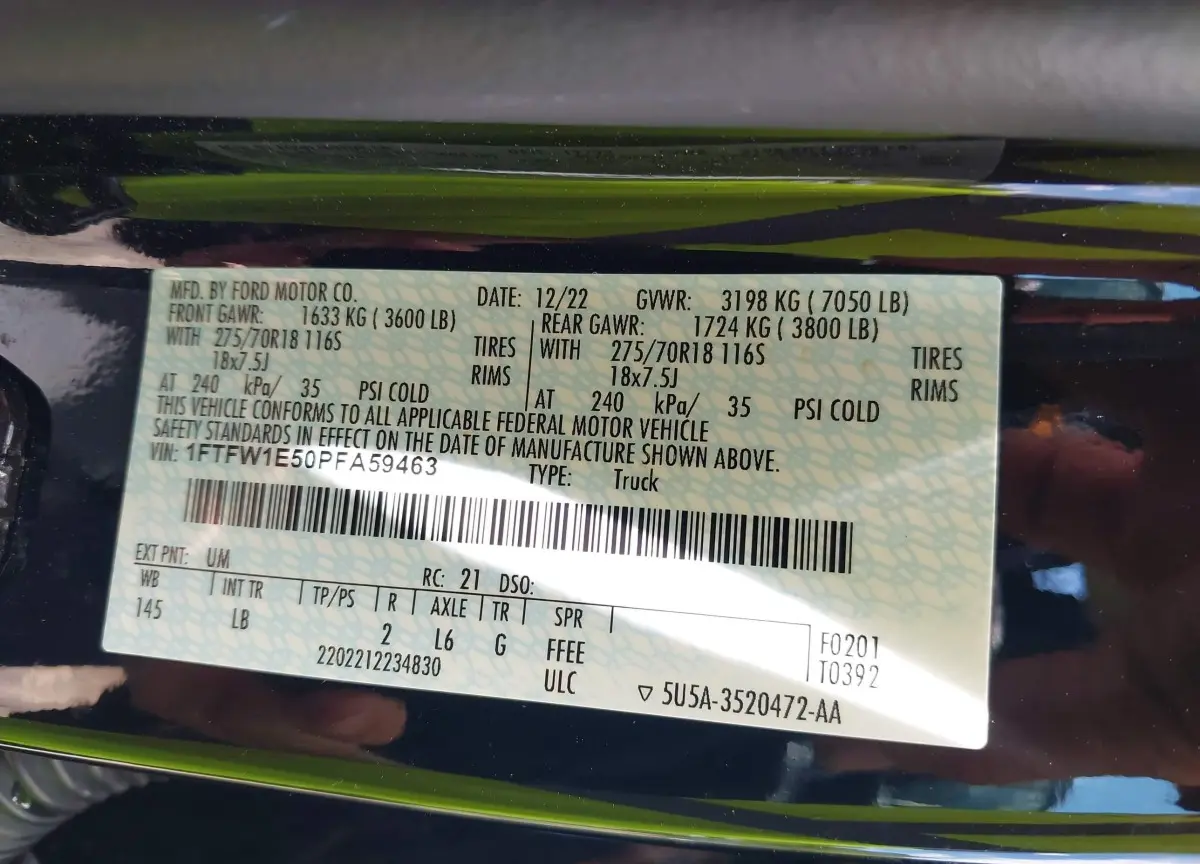 MFD. BY FORD MOTOR CO. DATE: 12/22 GVWR: 3198 KG ( 7050 LB)
FRONT GAWR: 1633 KG ( 3600 LB) REAR GAWR: 1724 KG ( 3800 LB)
WITH 275/70R18 116S TIRES WITH 275/70R18 116S TIRES
18x7.5J RIMS 18x7.5J RIMS
AT 240 kPa/ 35 PSI COLD AT 240 kPa/ 35 PSI COLD
THIS VEHICLE CONFORMS TO ALL APPLICABLE FEDERAL MOTOR VEHICLE
SAFETY STANDARDS IN EFFECT ON THE DATE OF MANUFACTURE SHOWN ABOVE.
VIN: 1FTFW1E50PFA59463 TYPE: Truck
EXT PNT: UM RC: 21 DSO:
WB INT TR TP/PS R AXLE TR SPR
145 LB 2 L6 G FFEE F0201
2202212234830 ULC T0392
▽ 5U5A-3520472-AA